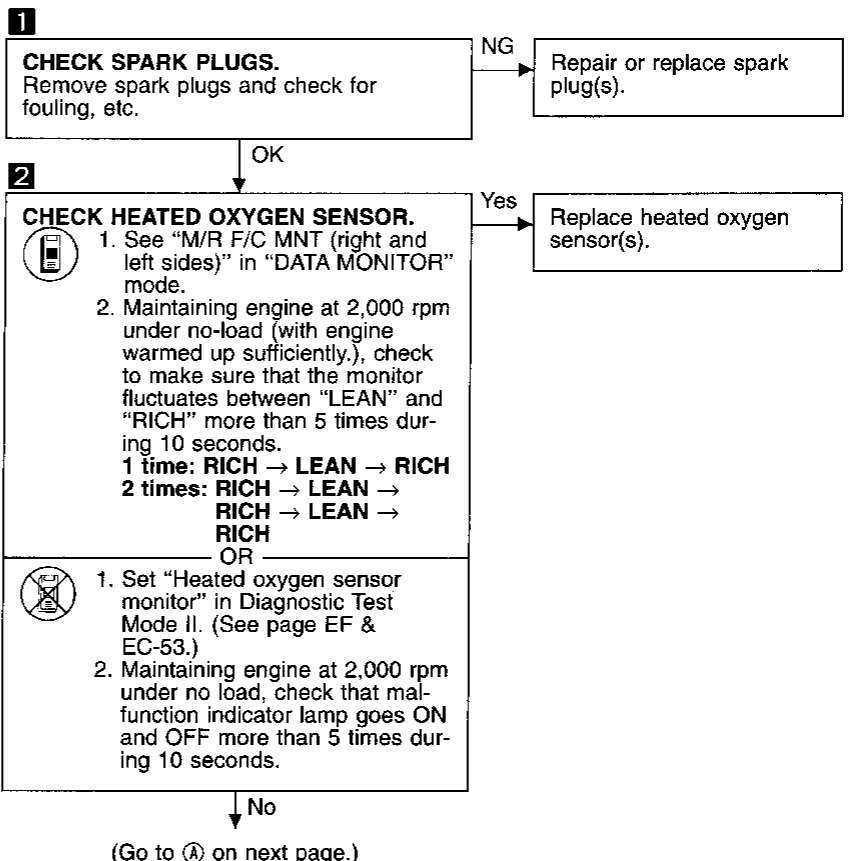 1
CHECK SPARK PLUGS.
Remove spark plugs and check for
fouling, etc.
NG
Repair or replace spark
plug(s).
OK
2
CHECK HEATED OXYGEN SENSOR.
1. See “M/R F/C MNT (right and
left sides)” in “DATA MONITOR”
mode.
2. Maintaining engine at 2,000 rpm
under no-load (with engine
warmed up sufficiently.), check
to make sure that the monitor
fluctuates between “LEAN” and
“RICH” more than 5 times dur-
ing 10 seconds.
1 time: RICH → LEAN → RICH
2 times: RICH → LEAN →
RICH → LEAN →
RICH
OR
1. Set “Heated oxygen sensor
monitor” in Diagnostic Test
Mode II. (See page EF &
EC-53.)
2. Maintaining engine at 2,000 rpm
under no load, check that mal-
function indicator lamp goes ON
and OFF more than 5 times dur-
ing 10 seconds.
Yes
Replace heated oxygen
sensor(s).
No
(Go to Ⓐ on next page.)